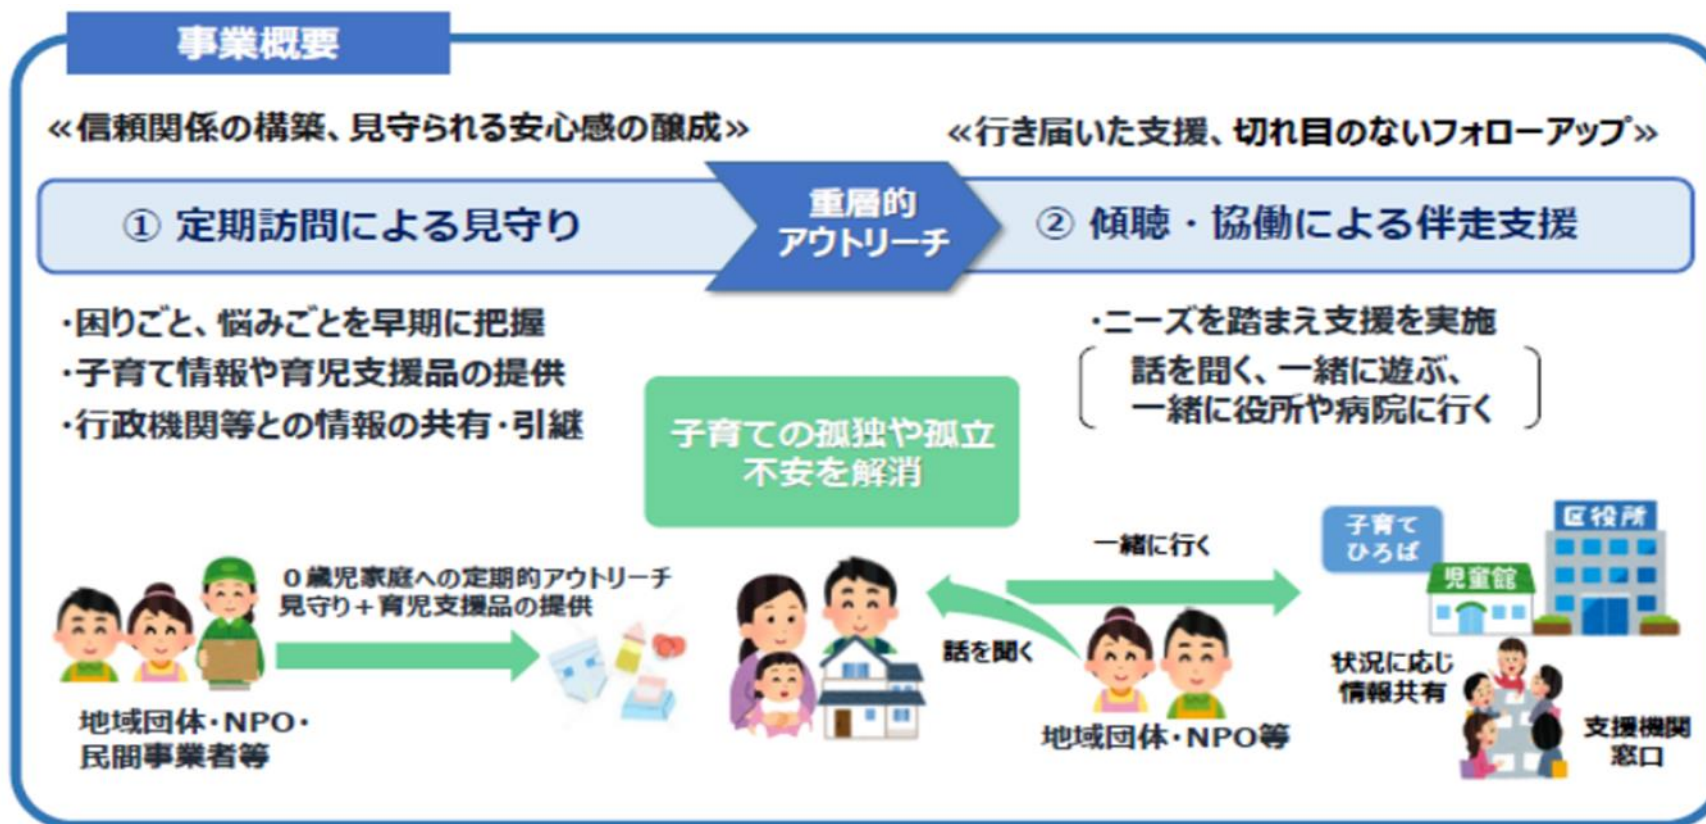 事業概要
≪信頼関係の構築、見守られる安心感の醸成≫
≪行き届いた支援、切れ目のないフォローアップ≫
① 定期訪問による見守り
重層的
アウトリーチ
② 傾聴・協働による伴走支援
・困りごと、悩みごとを早期に把握
・子育て情報や育児支援品の提供
・行政機関等との情報の共有・引継
・ニーズを踏まえ支援を実施
話を聞く、一緒に遊ぶ、
一緒に役所や病院に行く
子育ての孤独や孤立
不安を解消
0歳児家庭への定期的アウトリーチ
見守り+育児支援品の提供
地域団体・NPO・
民間事業者等
一緒に行く
話を聞く
地域団体・NPO等
子育て
ひろば
児童館
区役所
状況に応じ
情報共有
支援機関
窓口